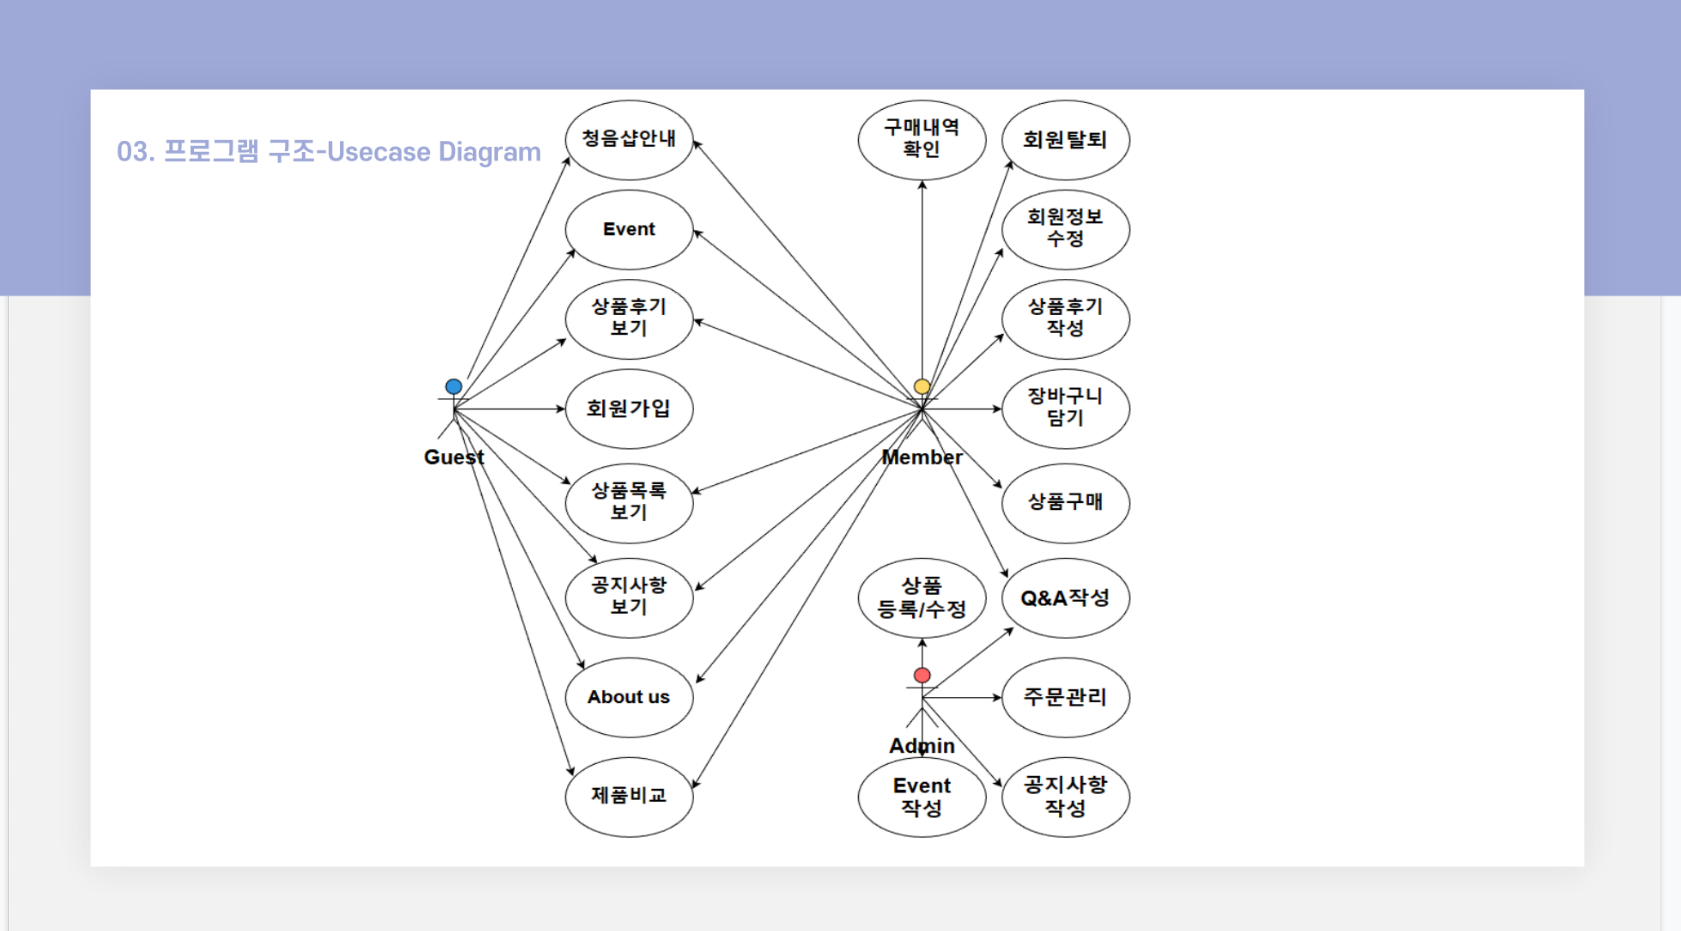 03. 프로그램 구조-Usecase Diagram
청음샵안내
Event
상품후기
보기
회원가입
상품목록
보기
공지사항
보기
About us
제품비교
Guest
구매내역
확인
회원탈퇴
회원정보
수정
상품후기
작성
장바구니
담기
상품구매
Q&A작성
주문관리
공지사항
작성
Member
상품
등록/수정
Admin
Event
작성